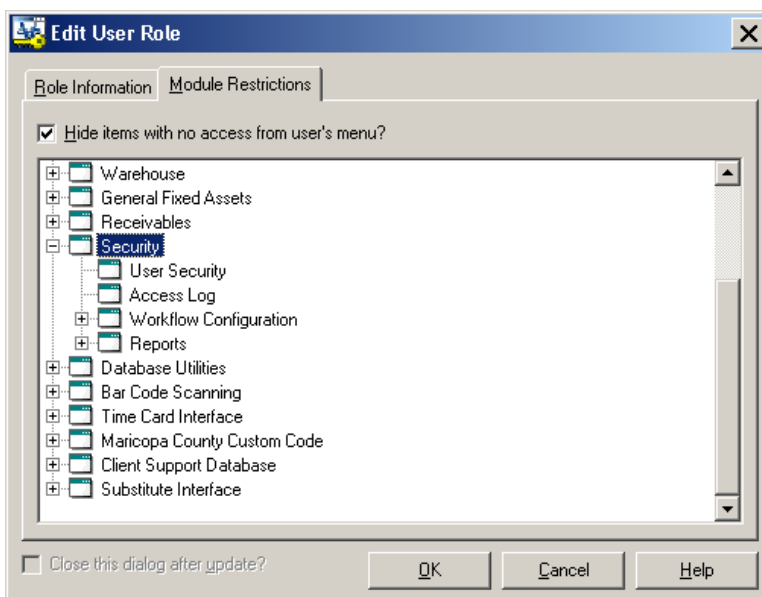 Edit User Role
Role Information Module Restrictions
Hide items with no access from user's menu?
Warehouse
General Fixed Assets
Receivables
Security
User Security
Access Log
Workflow Configuration
Reports
Database Utilities
Bar Code Scanning
Time Card Interface
Maricopa County Custom Code
Client Support Database
Substitute Interface
Close this dialog after update? OK Cancel Help